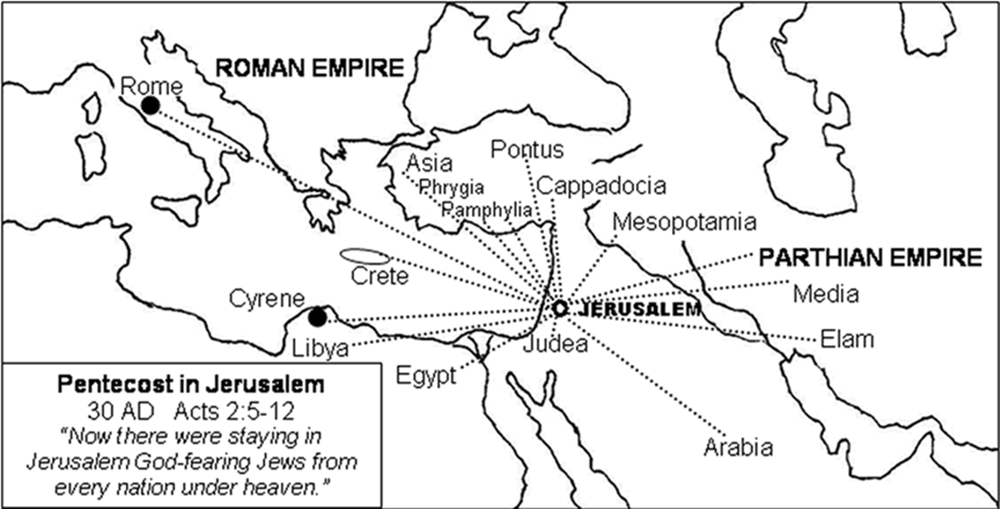 ROMAN EMPIRE
Rome
Asia
Pontus
Phrygia
Cappadocia
Pamphylia
Mesopotamia
PARTHIAN EMPIRE
Crete
Media
Cyrene
JERUSALEM
Libya
Judea
Elam
Egypt
Arabia
Pentecost in Jerusalem
30 AD Acts 2:5-12
"Now there were staying in
Jerusalem God-fearing Jews from
every nation under heaven."